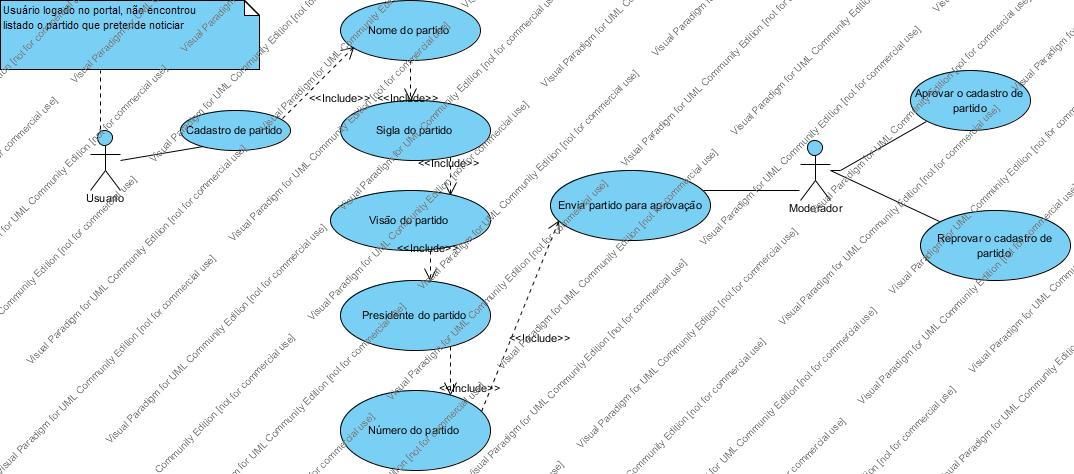 Usuário logado no portal, não encontrou
listado o partido que pretende noticiar
Usuario
Cadastro de partido
Nome do partido
<<Include>>
<<Include>>
Sigla do partido
<<Include>>
Visão do partido
<<Include>>
Presidente do partido
<<Include>>
Número do partido
<<Include>>
Envia partido para aprovação
Moderador
Aprovar o cadastro de
partido
Reprovar o cadastro de
partido
Visual Paradigm for UML Community Edition [not for commercial use]